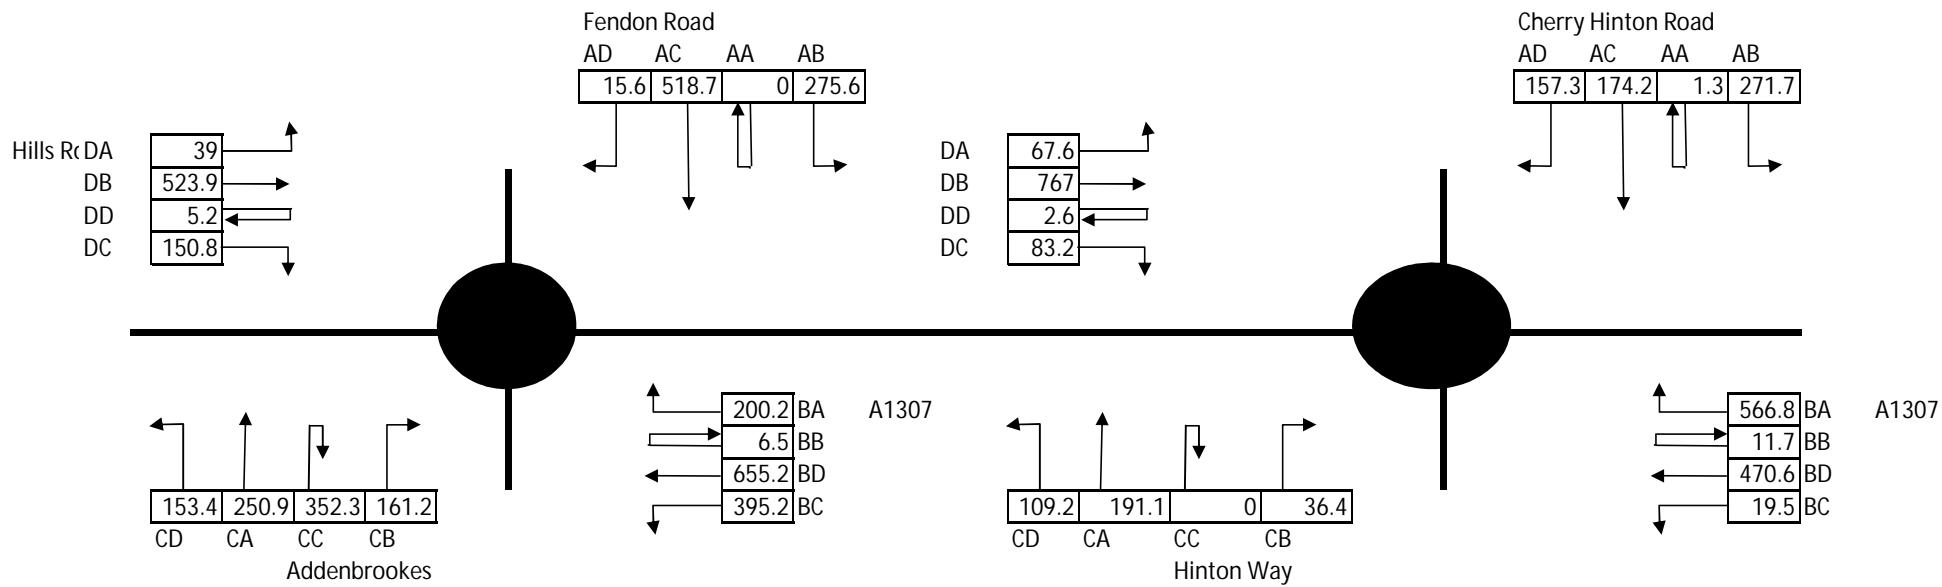 Fendon Road
AD AC AA AB
15.6 518.7 0 275.6
Hills Rc DA 39
DB 523.9
DD 5.2
DC 150.8
200.2 BA A1307
6.5 BB
655.2 BD
395.2 BC
153.4 250.9 352.3 161.2
CD CA CC CB
Addenbrookes
Cherry Hinton Road
AD AC AA AB
157.3 174.2 1.3 271.7
DA 67.6
DB 767
DD 2.6
DC 83.2
566.8 BA A1307
11.7 BB
470.6 BD
19.5 BC
109.2 191.1 0 36.4
CD CA CC CB
Hinton Way